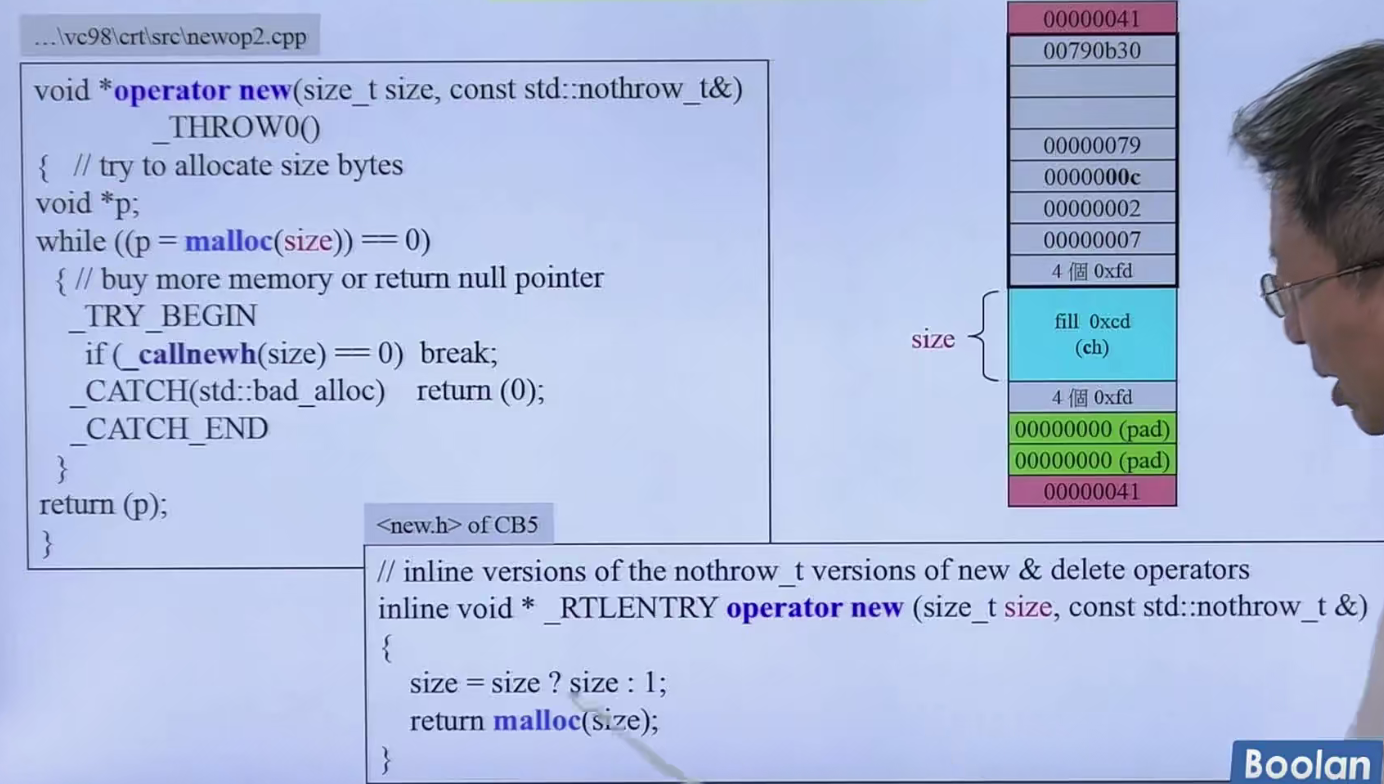 ...\vc98\crt\src\newop2.cpp
void *operator new(size_t size, const std::nothrow_t&)
_THROW0()
{ // try to allocate size bytes
void *p;
while ((p = malloc(size)) == 0)
{ // buy more memory or return null pointer
_TRY_BEGIN
if (_callnewh(size) == 0) break;
_CATCH(std::bad_alloc) return (0);
_CATCH_END
}
return (p);
}
<new.h> of CB5
// inline versions of the nothrow_t versions of new & delete operators
inline void * _RTLENTRY operator new (size_t size, const std::nothrow_t &)
{
size = size ? size : 1;
return malloc(size);
}
00000041
00790b30
00000079
0000000c
00000002
00000007
4 個 0xfd
size
fill 0xcd
(ch)
4 個 0xfd
00000000 (pad)
00000000 (pad)
00000041
Boolan